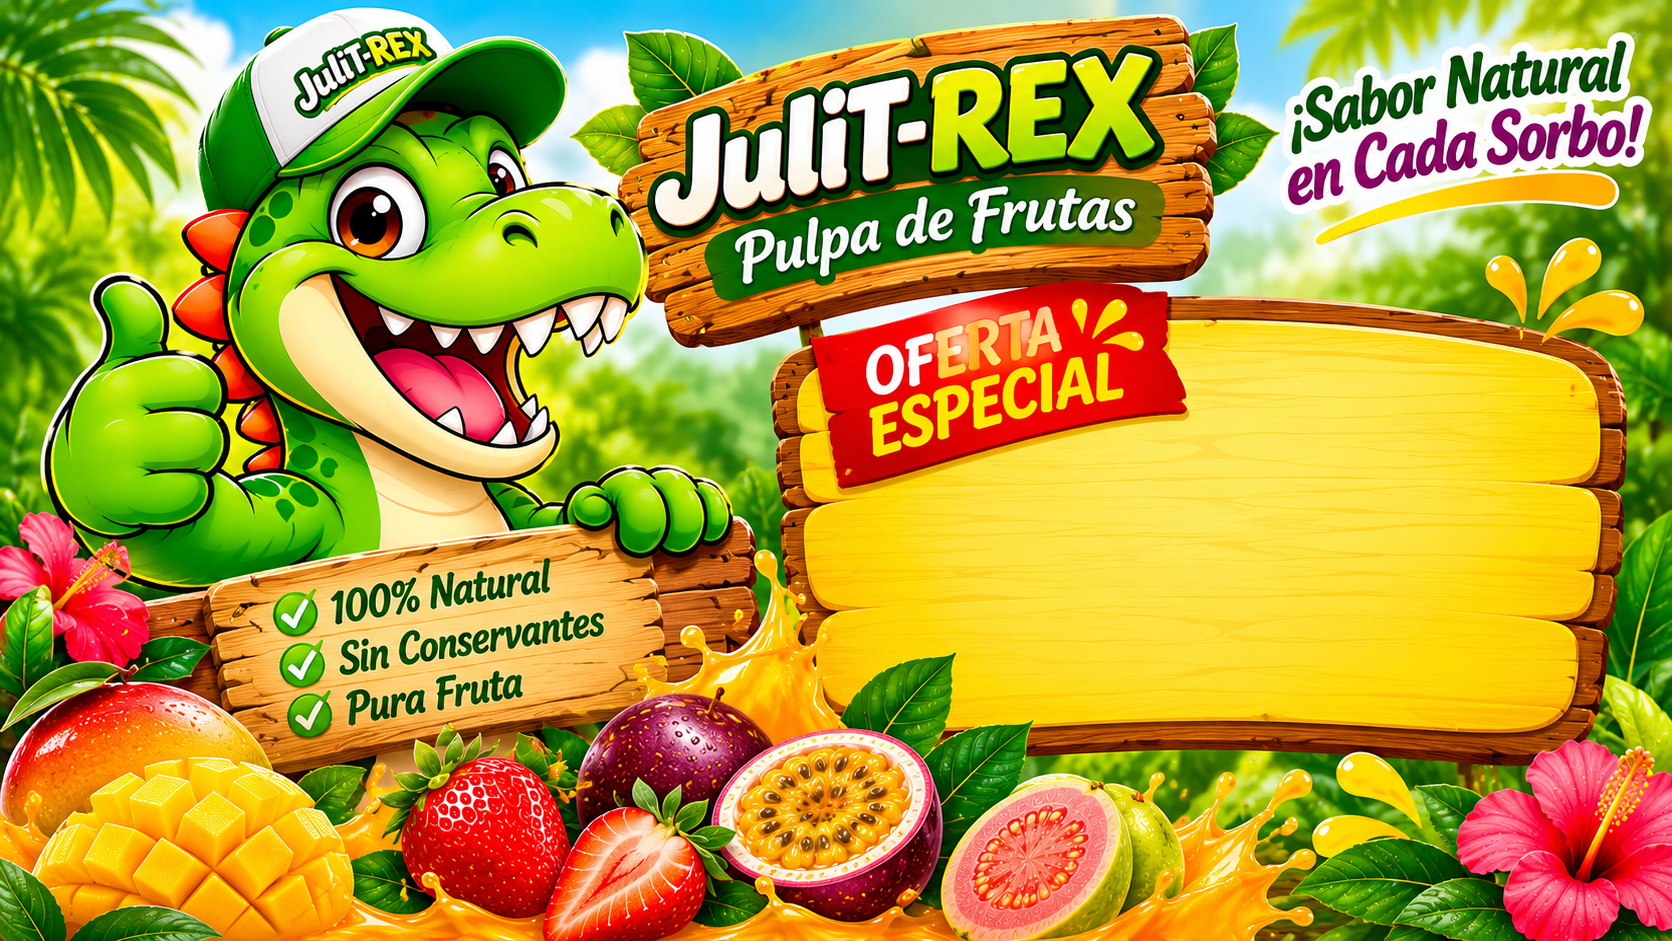 JuliT-REX
JuliT-REX
Pulpa de Frutas
¡Sabor Natural
en Cada Sorbo!
OFERTA
ESPECIAL
100% Natural
Sin Conservantes
Pura Fruta